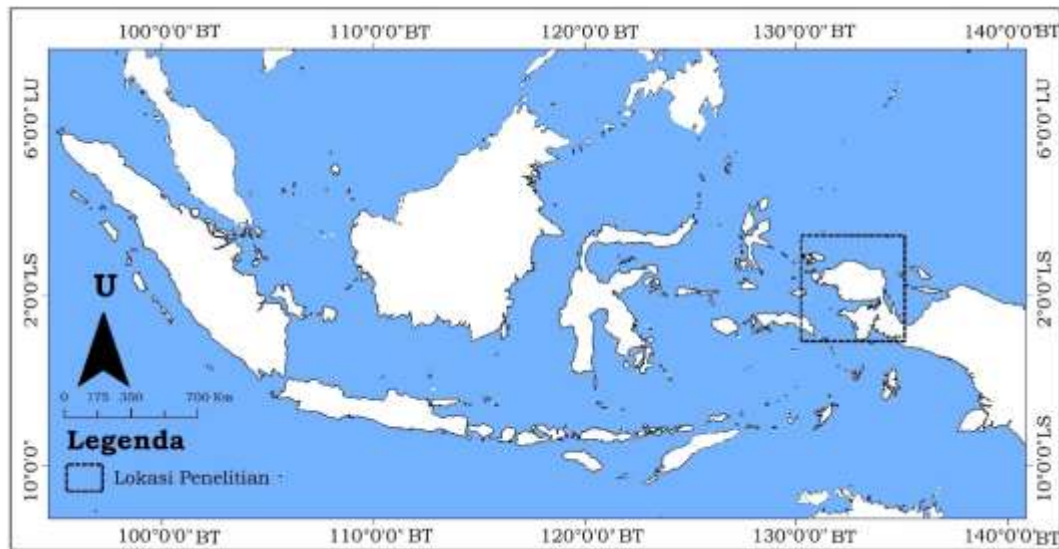 100°0'0" BT 110°0'0" BT 120°0'0" BT 130°0'0" BT 140°0'0" BT
6°0'0" LU
6°0'0" LU
2°0'0"LS
2°0'0"LS
U
0 175 350 700 Km
Legenda
Lokasi Penelitian
10°0'0"
10°0'0"LS
100°0'0" BT 110°0'0" BT 120°0'0" BT 130°0'0" BT 140°0'0" BT